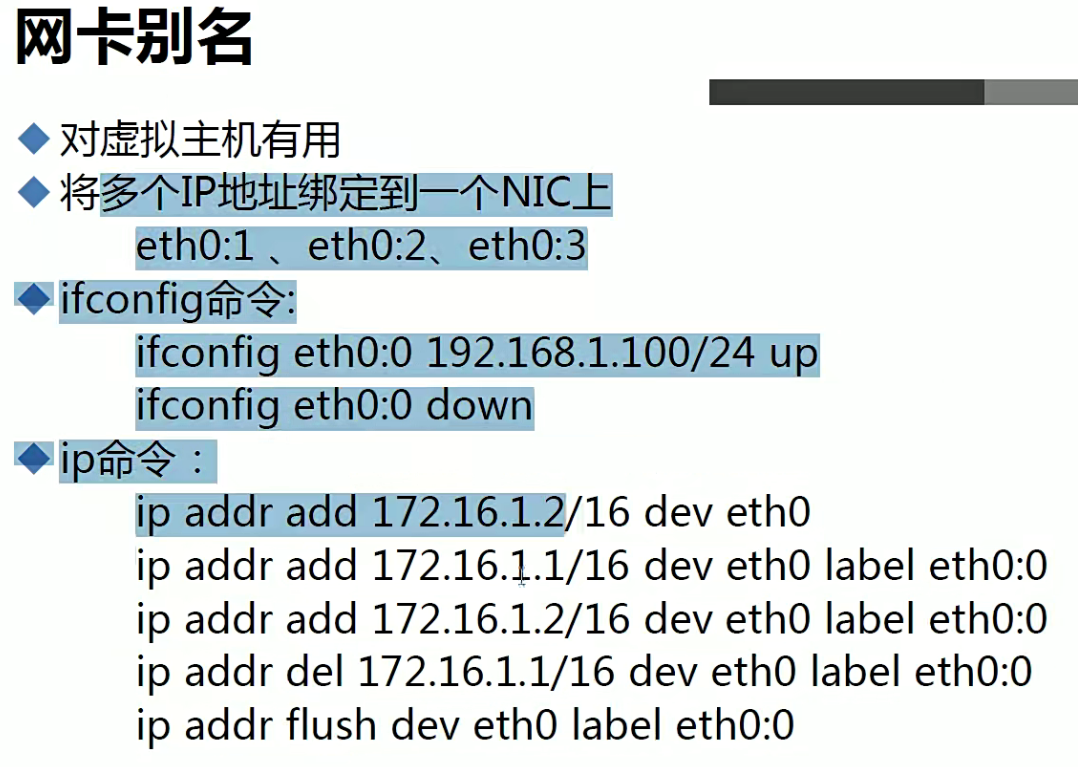 网卡别名
对虚拟主机有用
将多个IP地址绑定到一个NIC上
eth0:1 、 eth0:2、eth0:3
ifconfig命令:
ifconfig eth0:0 192.168.1.100/24 up
ifconfig eth0:0 down
ip命令：
ip addr add 172.16.1.2/16 dev eth0
ip addr add 172.16.1.1/16 dev eth0 label eth0:0
ip addr add 172.16.1.2/16 dev eth0 label eth0:0
ip addr del 172.16.1.1/16 dev eth0 label eth0:0
ip addr flush dev eth0 label eth0:0